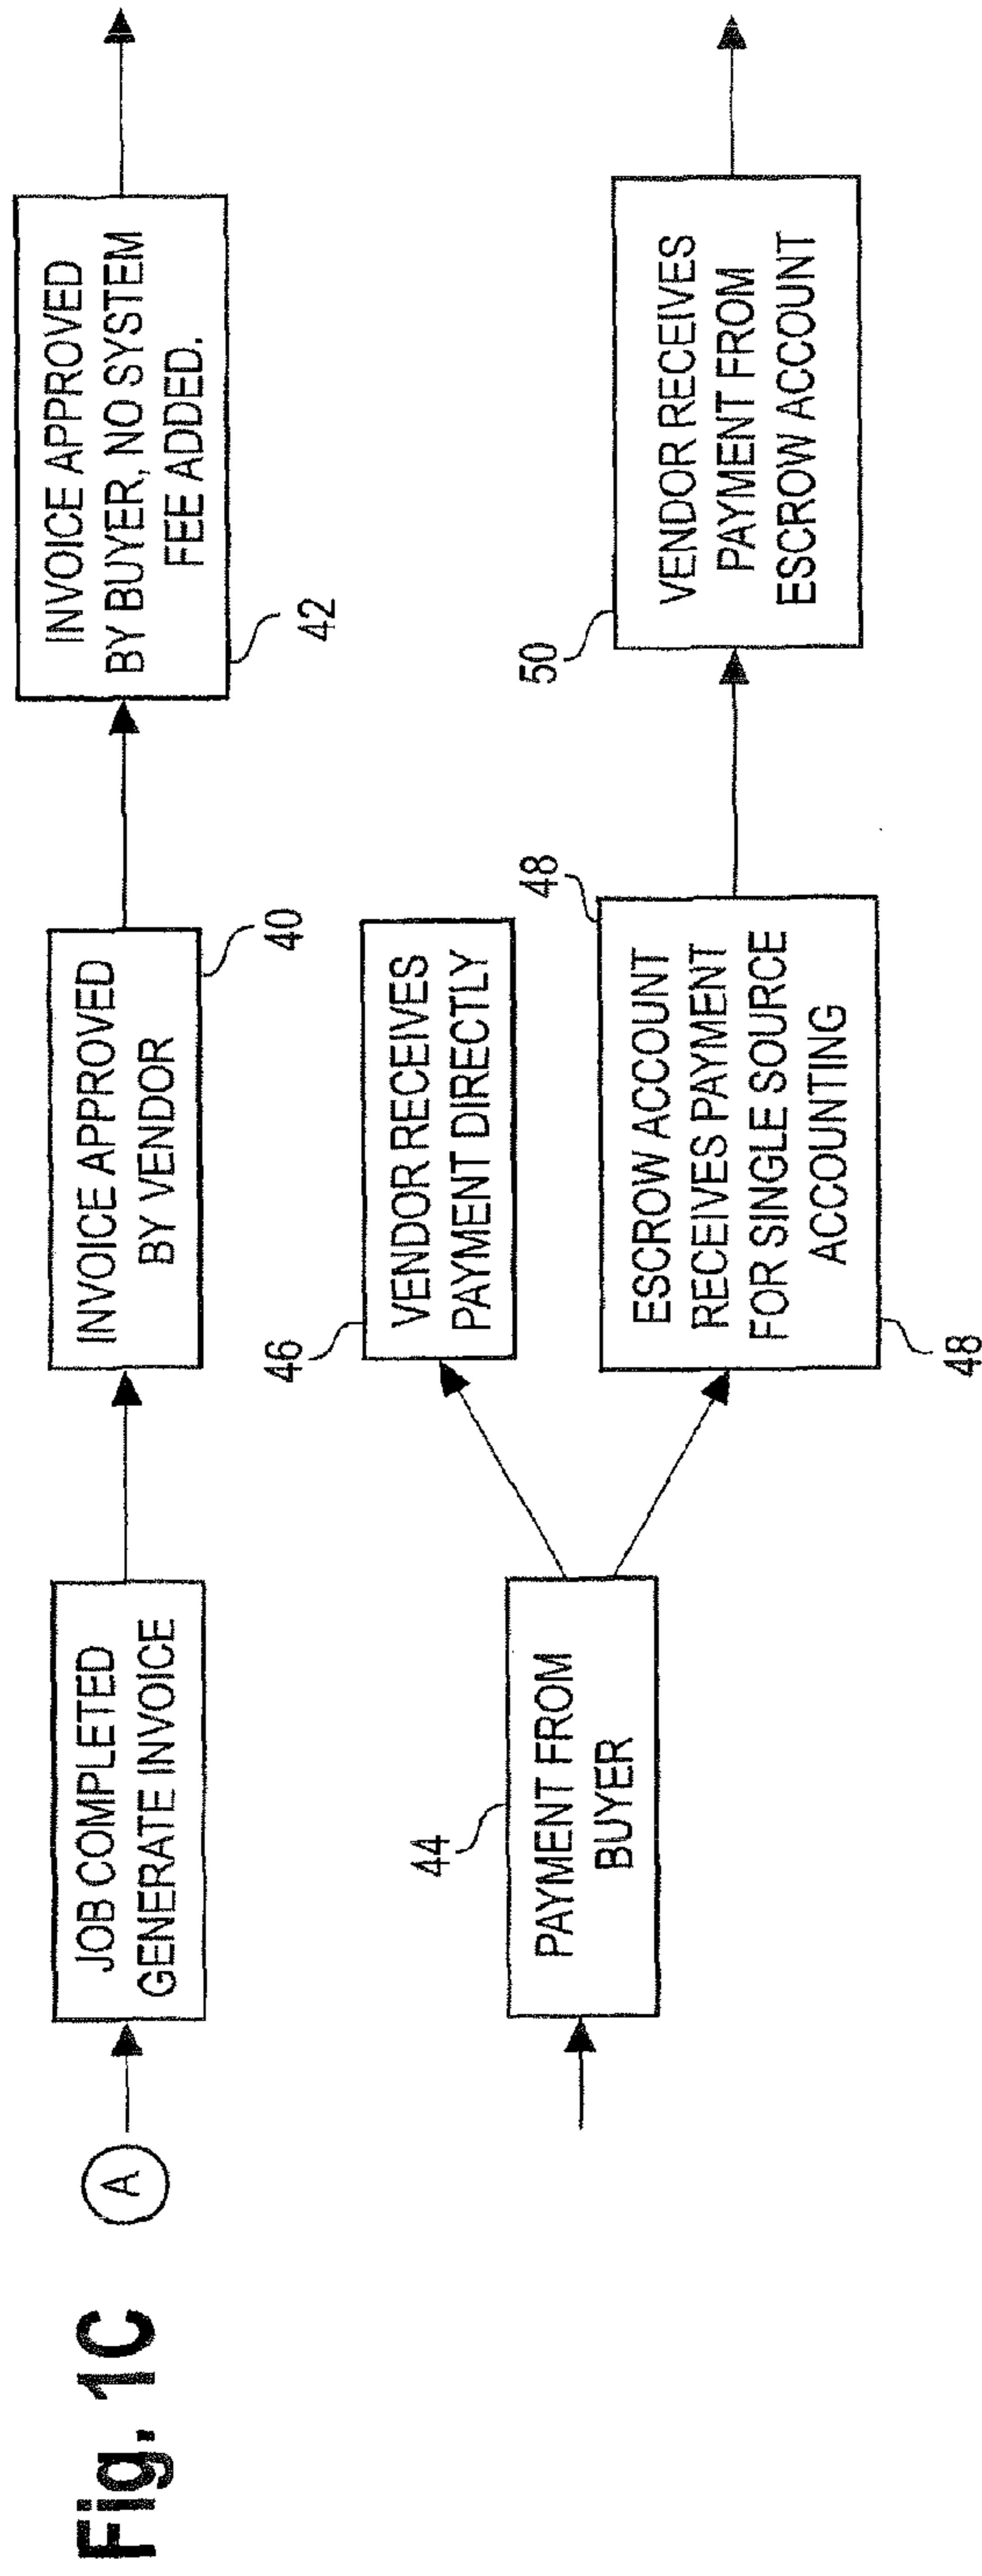 Fig. 1C
A
JOB COMPLETED
GENERATE INVOICE
INVOICE APPROVED
BY VENDOR
40
INVOICE APPROVED
BY BUYER, NO SYSTEM
FEE ADDED.
42
44
PAYMENT FROM
BUYER
46
VENDOR RECEIVES
PAYMENT DIRECTLY
48
ESCROW ACCOUNT
RECEIVES PAYMENT
FOR SINGLE SOURCE
ACCOUNTING
48
50
VENDOR RECEIVES
PAYMENT FROM
ESCROW ACCOUNT